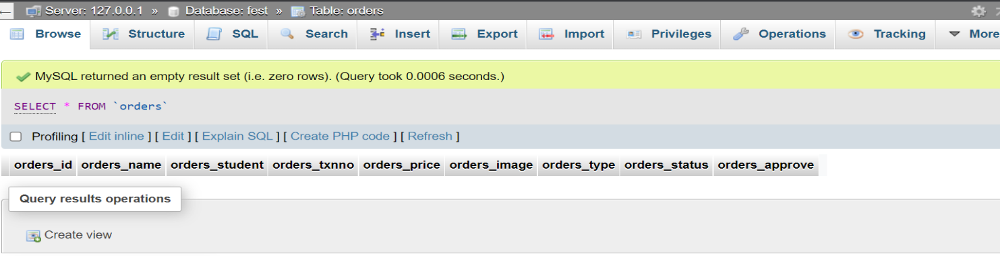 Server: 127.0.0.1 » Database: fest » Table: orders
Browse Structure SQL Search Insert Export Import Privileges Operations Tracking More
MySQL returned an empty result set (i.e. zero rows). (Query took 0.0006 seconds.)
SELECT * FROM `orders`
Profiling [ Edit inline ] [ Edit ] [ Explain SQL ] [ Create PHP code ] [ Refresh ]
orders_id orders_name orders_student orders_txnno orders_price orders_image orders_type orders_status orders_approve
Query results operations
Create view